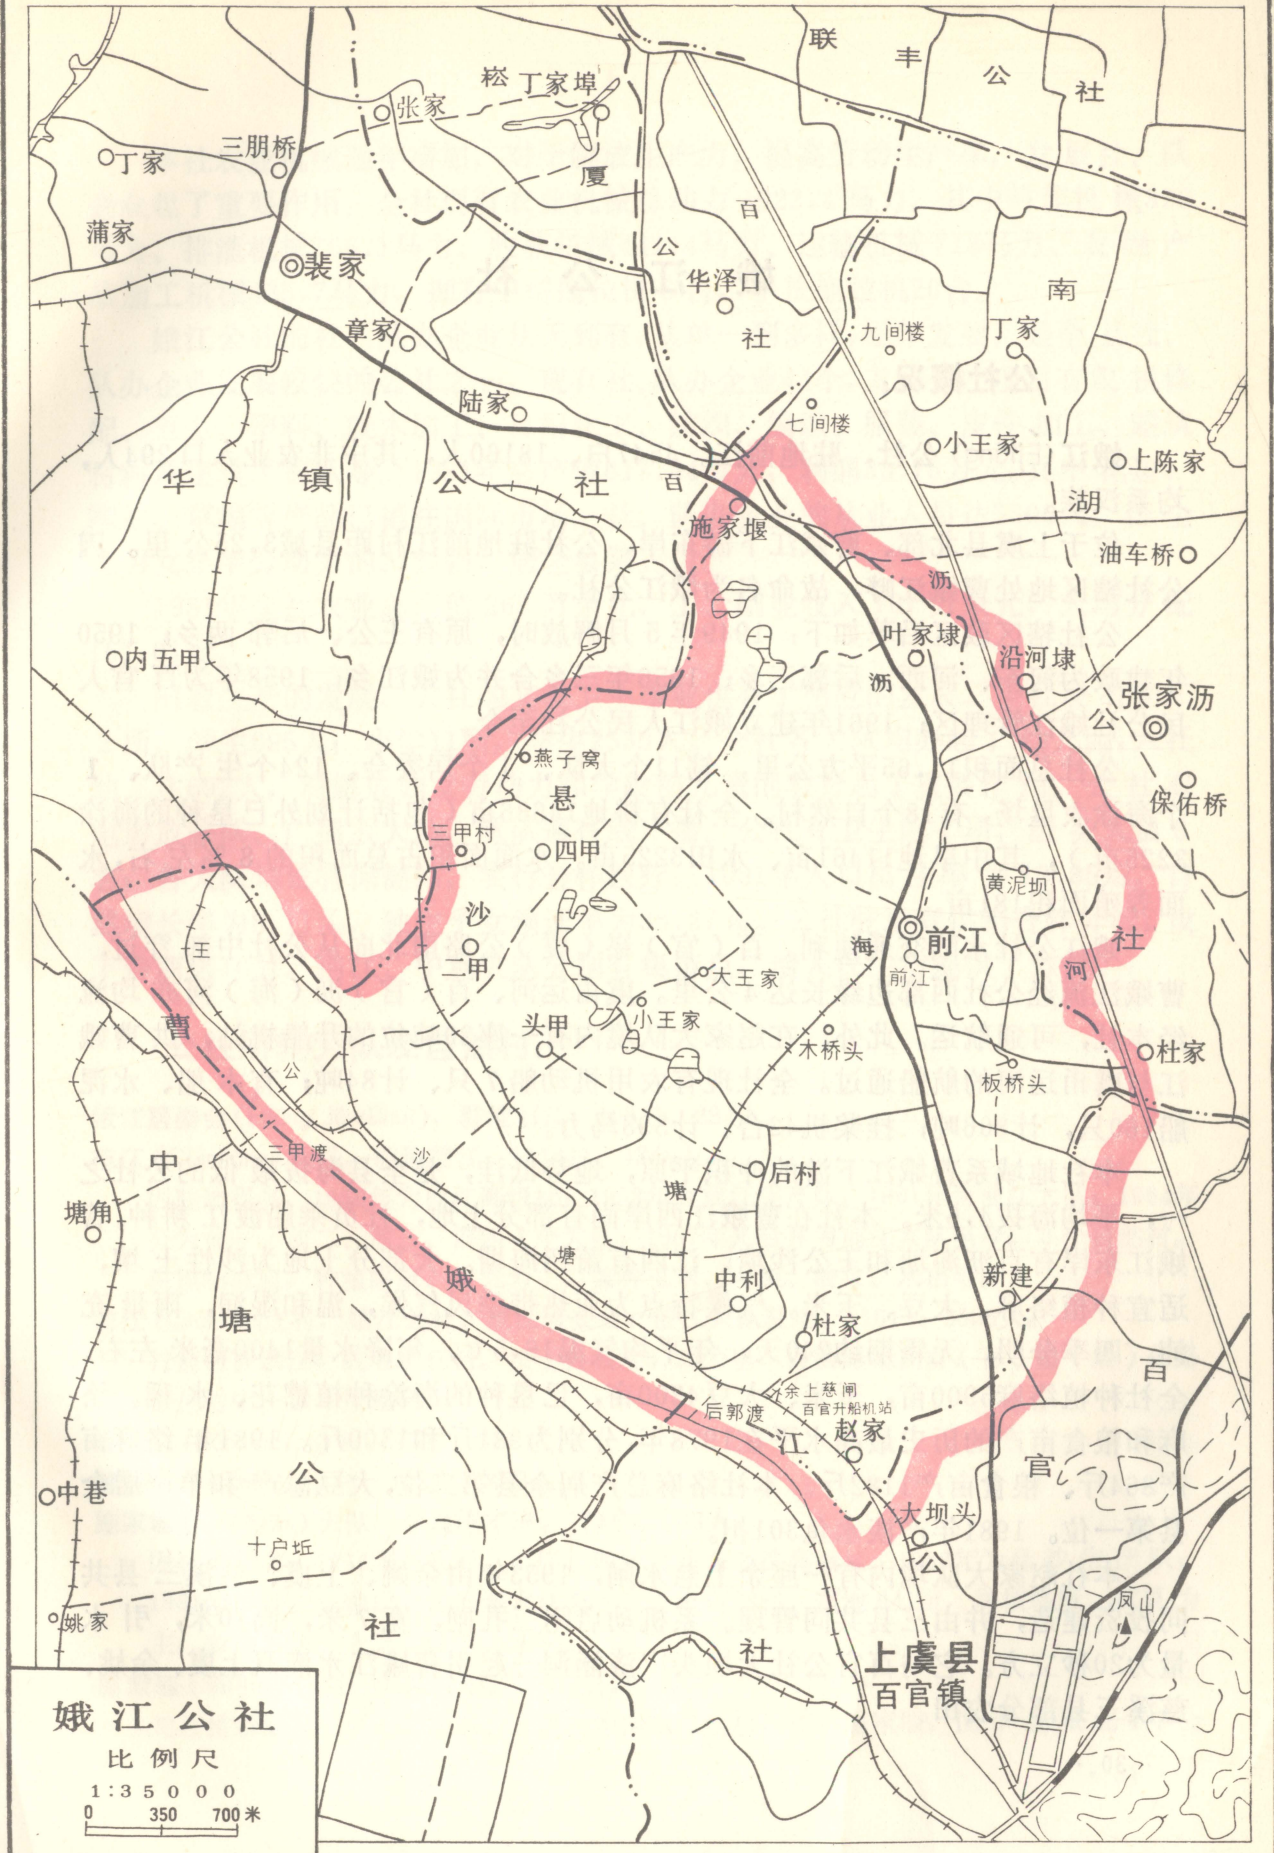 联丰公社
崧厦公社
丁家埠
张家
丁家
三朋桥
蒲家
裴家
百
华泽口
南湖公社
章家
九间楼
丁家
陆家
七间楼
小王家
上陈家
华镇公社
百沥海塘
施家堰
油车桥
沥河
内五甲
叶家埭
沿河埭
张家沥
燕子窝
悬沙
保佑桥
三甲村
四甲
黄泥坝
二甲
前江
前江
王公沙塘
大王家
小王家
头甲
木桥头
杜家
板桥头
曹娥江
三甲渡
中塘公社
塘角
后村
中利
新建
杜家
百官公社
余上慈闸
百官升船机站
后郭渡
赵家
中巷
大坝头
十户坵
姚家
凤山
上虞县
百官镇
娥江公社
比例尺
1:35000
0 350 700米